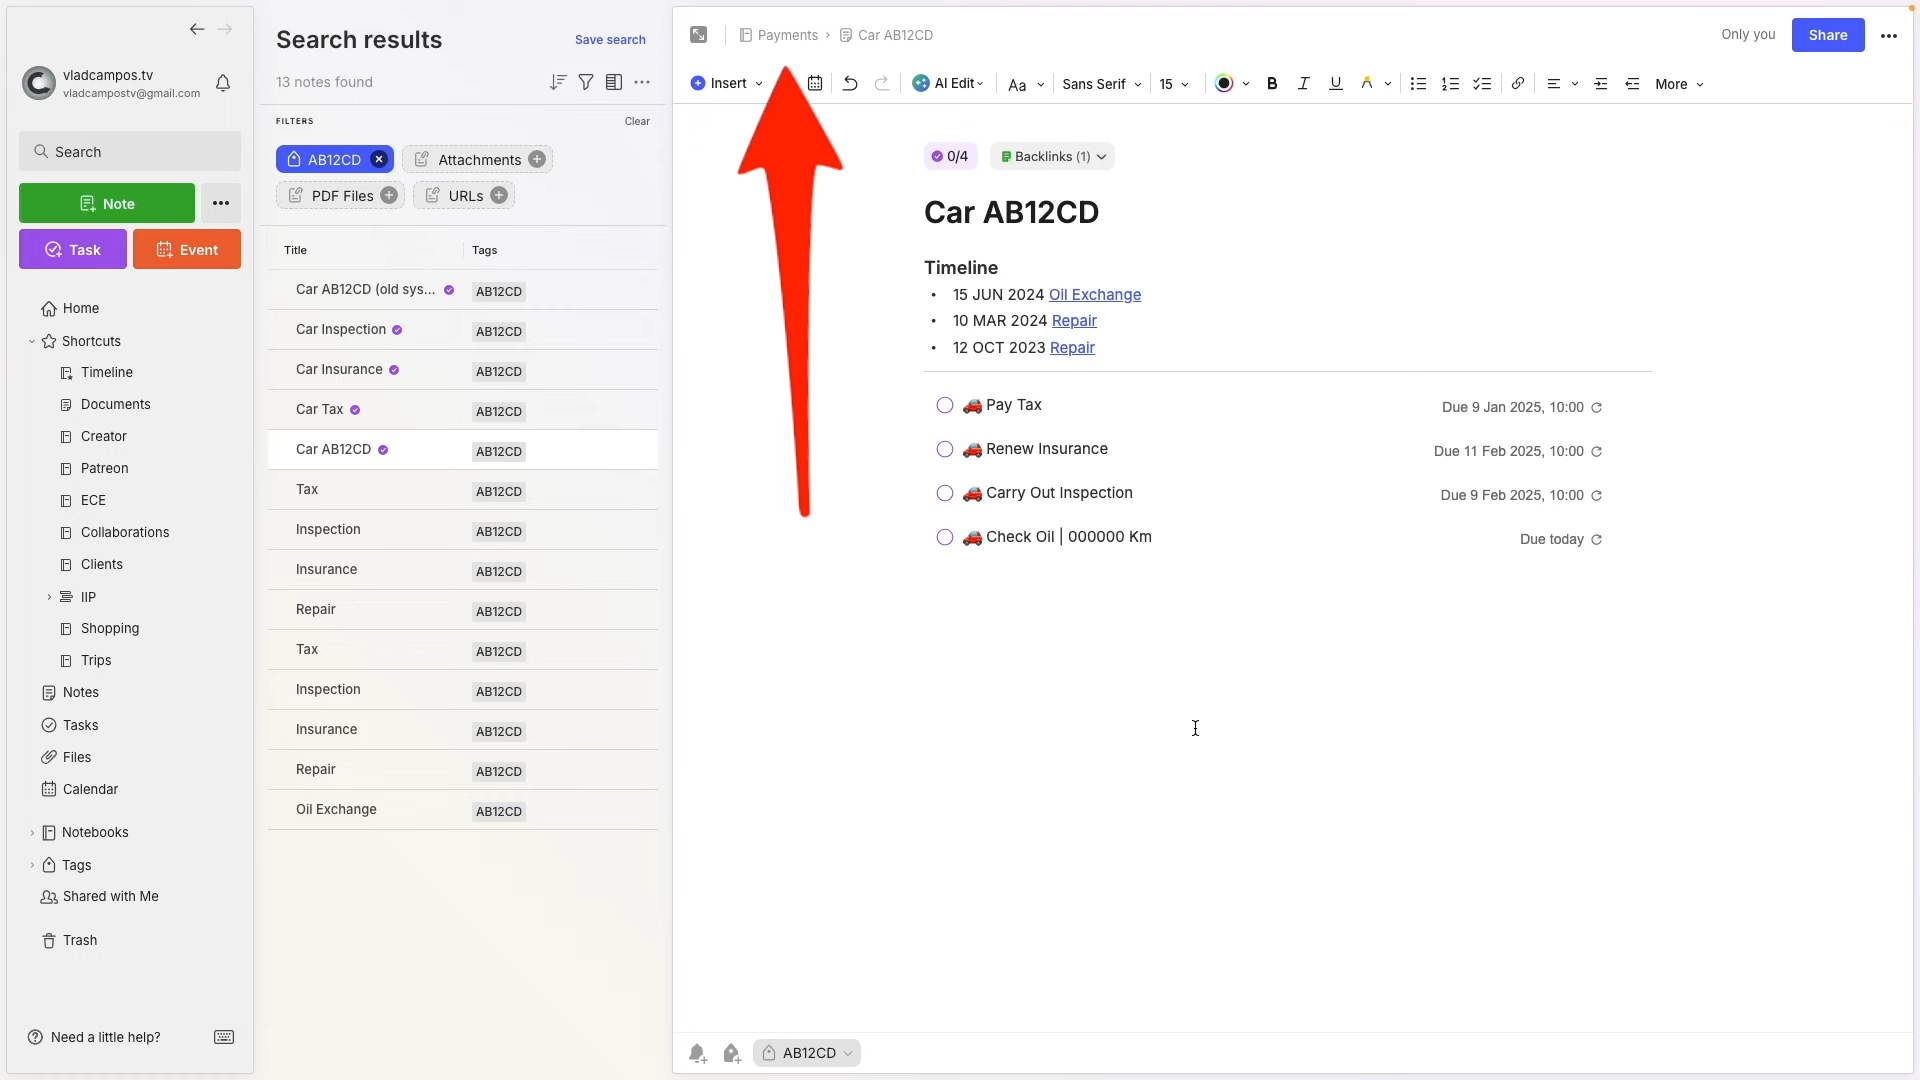 vladcampos.tv
vladcampostv@gmail.com
Search
Note
Task
Event
Home
Shortcuts
Timeline
Documents
Creator
Patreon
ECE
Collaborations
Clients
IIP
Shopping
Trips
Notes
Tasks
Files
Calendar
Notebooks
Tags
Shared with Me
Trash
Need a little help?
Search results
Save search
13 notes found
FILTERS
Clear
AB12CD
Attachments
PDF Files
URLs
Title Tags
Car AB12CD (old sys... AB12CD
Car Inspection AB12CD
Car Insurance AB12CD
Car Tax AB12CD
Car AB12CD AB12CD
Tax AB12CD
Inspection AB12CD
Insurance AB12CD
Repair AB12CD
Tax AB12CD
Inspection AB12CD
Insurance AB12CD
Repair AB12CD
Oil Exchange AB12CD
Payments › Car AB12CD
Only you
Share
Insert
AI Edit
Aa
Sans Serif
15
B I U A
More
0/4
Backlinks (1)
Car AB12CD
Timeline
• 15 JUN 2024 Oil Exchange
• 10 MAR 2024 Repair
• 12 OCT 2023 Repair
🚗 Pay Tax Due 9 Jan 2025, 10:00
🚗 Renew Insurance Due 11 Feb 2025, 10:00
🚗 Carry Out Inspection Due 9 Feb 2025, 10:00
🚗 Check Oil | 000000 Km Due today
AB12CD